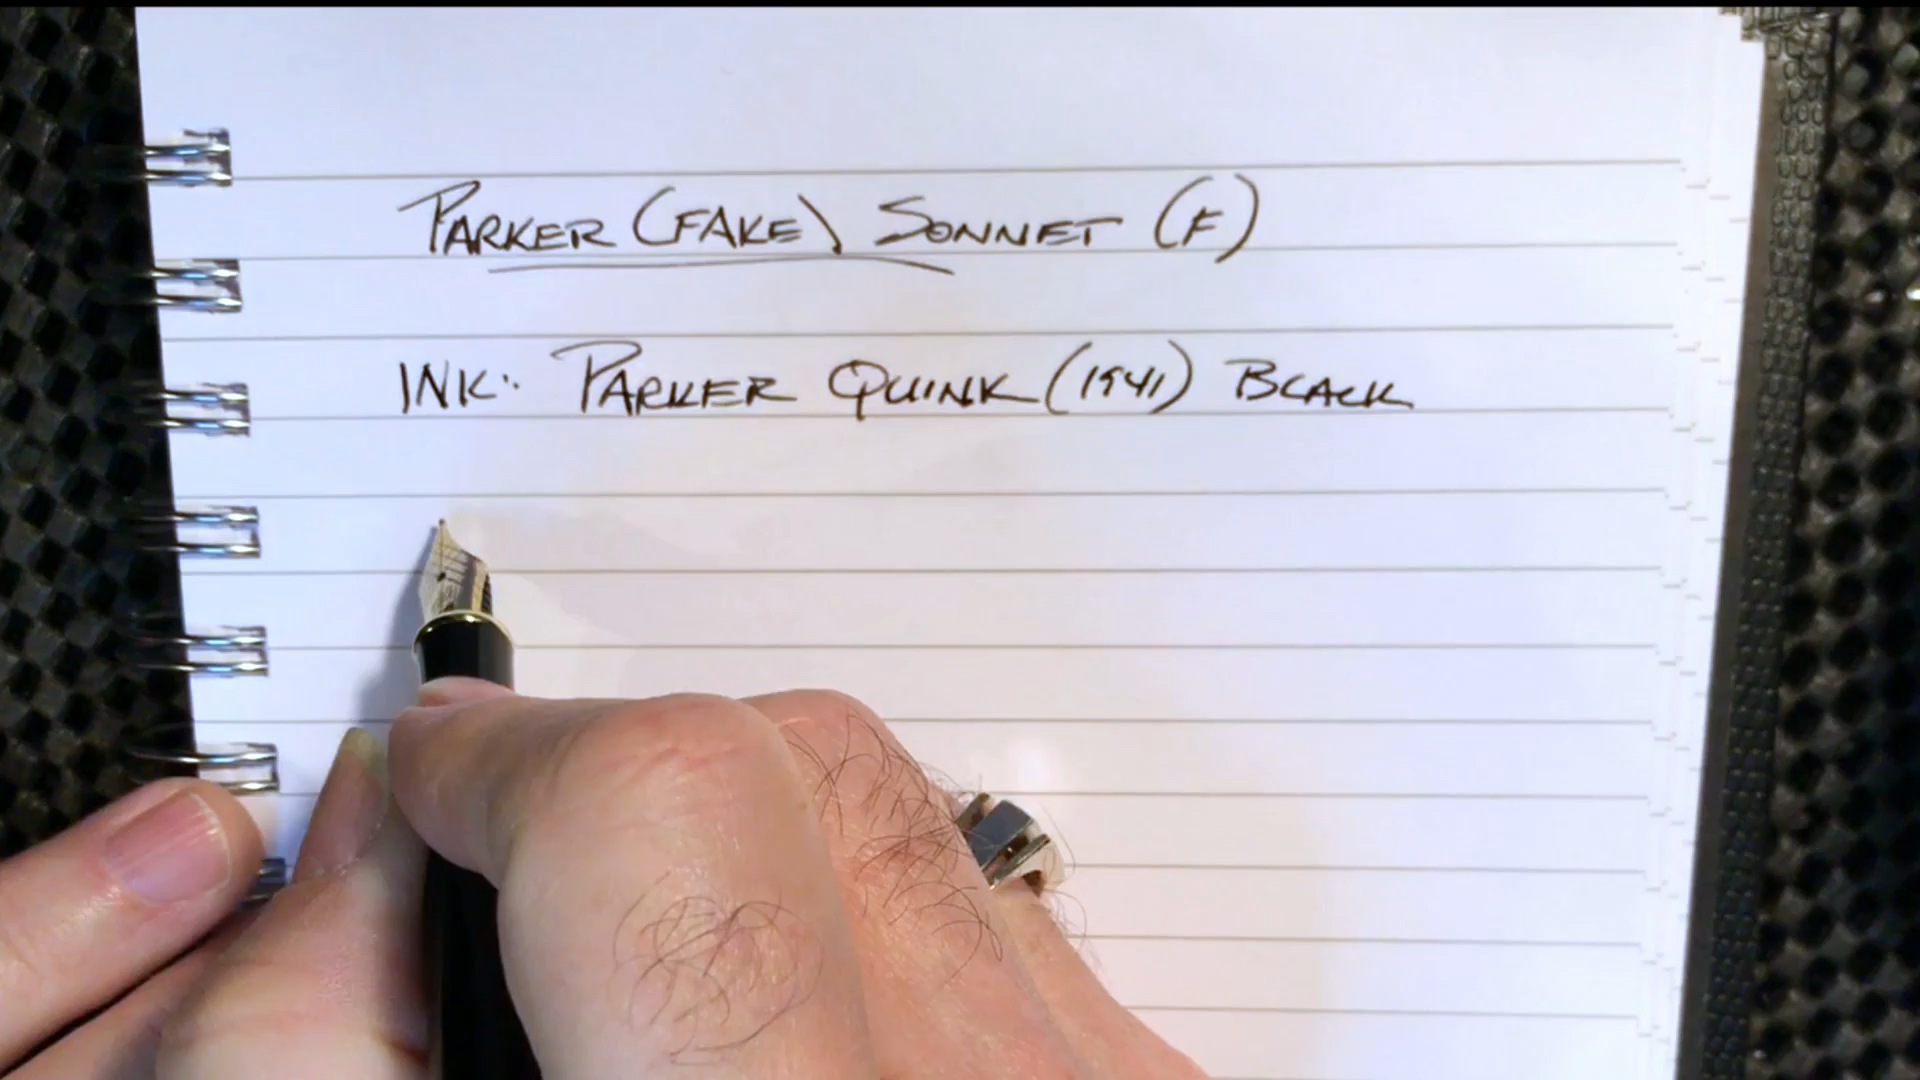 PARKER (FAKE) SONNET (F)
INK: PARKER QUINK (1941) BLACK